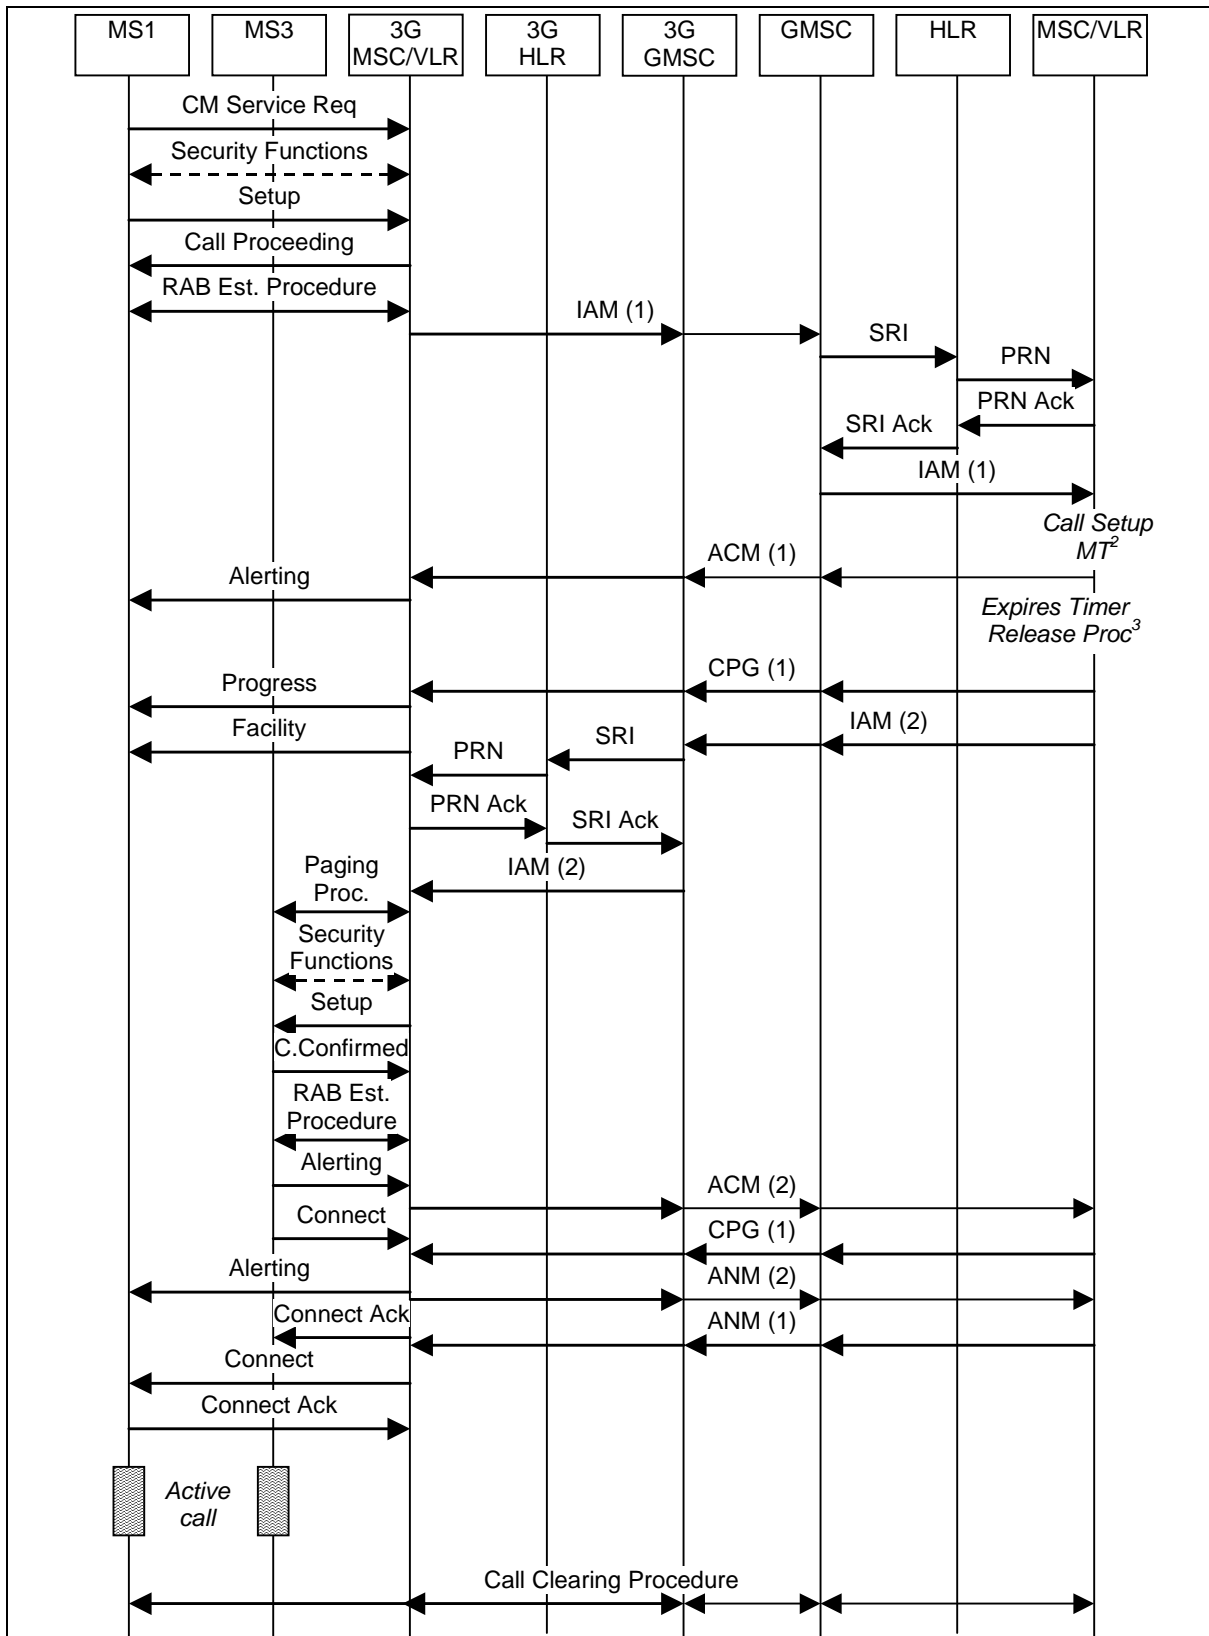 MS1
MS3
3G
MSC/VLR
3G
HLR
3G
GMSC
GMSC
HLR
MSC/VLR
CM Service Req
Security Functions
Setup
Call Proceeding
RAB Est. Procedure
IAM (1)
SRI
PRN
PRN Ack
SRI Ack
IAM (1)
Call Setup
MT2
ACM (1)
Alerting
Expires Timer
Release Proc3
CPG (1)
Progress
IAM (2)
Facility
SRI
PRN
PRN Ack
SRI Ack
IAM (2)
Paging
Proc.
Security
Functions
Setup
C.Confirmed
RAB Est.
Procedure
Alerting
ACM (2)
Connect
CPG (1)
Alerting
ANM (2)
Connect Ack
ANM (1)
Connect
Connect Ack
Active
call
Call Clearing Procedure